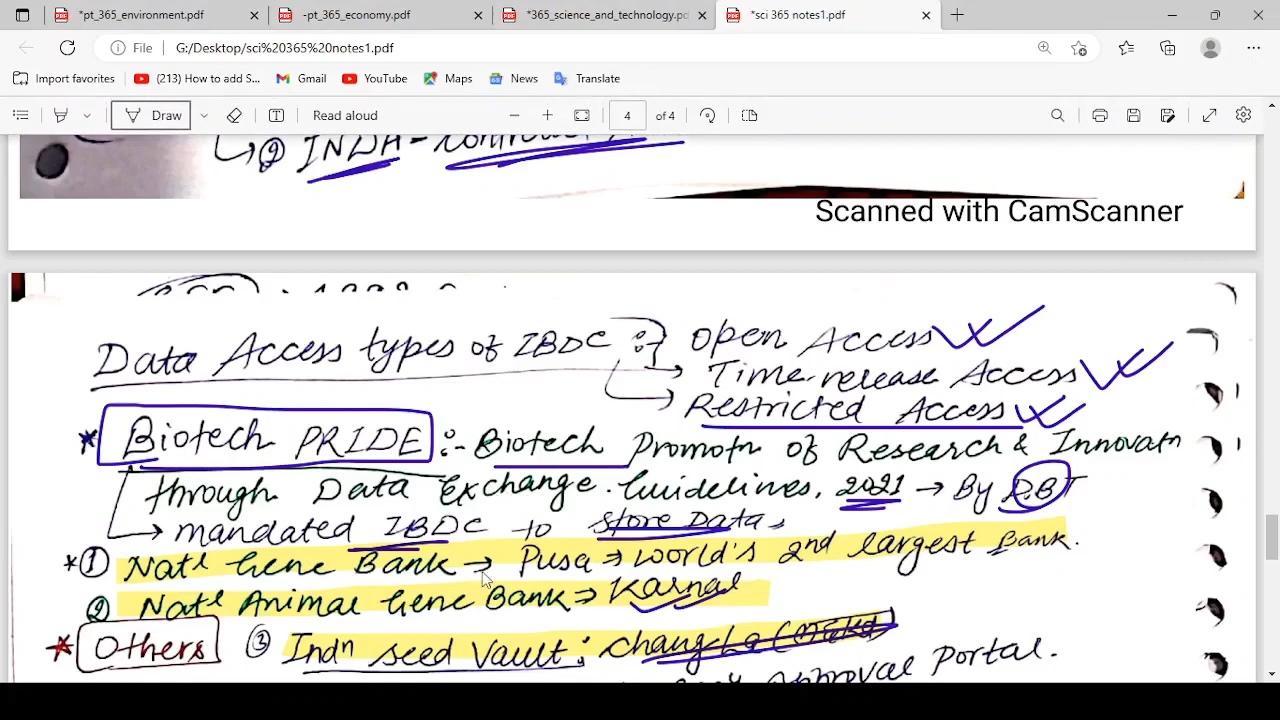 *pt_365_environment.pdf
-pt_365_economy.pdf
*365_science_and_technology.pd
*sci 365 notes1.pdf
File G:/Desktop/sci%20365%20notes1.pdf
Import favorites
(213) How to add S...
Gmail
YouTube
Maps
News
Translate
Draw
Read aloud
4 of 4
② INDA -
Scanned with CamScanner
Data Access types of IBDC :→ Open Access
→ Time-release Access
→ Restricted Access
* Biotech PRIDE :- Biotech Promotn of Research & Innovatn
through Data Exchange Guidelines, 2021 → By DBT
→ mandated IBDC to store Data,
*① Natl Gene Bank → Pusa ⇒ world's 2nd largest Bank.
② Natl Animal Gene Bank ⇒ Karnal
* Others ③ Indn seed Vault : ChangLa
Approval Portal.